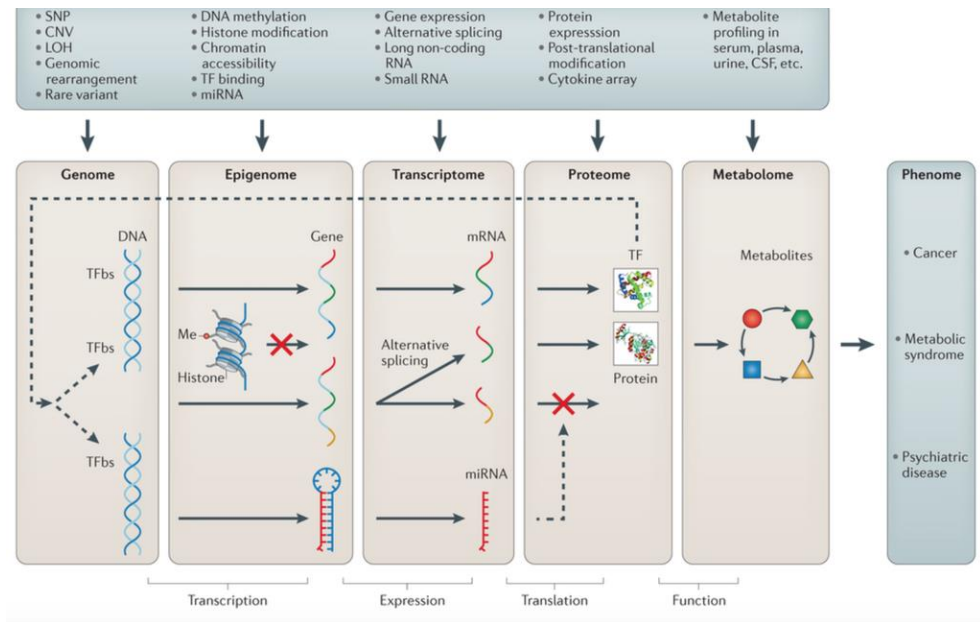 • SNP
• CNV
• LOH
• Genomic
rearrangement
• Rare variant
• DNA methylation
• Histone modification
• Chromatin
accessibility
• TF binding
• miRNA
• Gene expression
• Alternative splicing
• Long non-coding
RNA
• Small RNA
• Protein
expresssion
• Post-translational
modification
• Cytokine array
• Metabolite
profiling in
serum, plasma,
urine, CSF, etc.
Genome
Epigenome
Transcriptome
Proteome
Metabolome
Phenome
DNA
TFbs
TFbs
TFbs
Gene
Me
Histone
mRNA
Alternative
splicing
miRNA
TF
Protein
Metabolites
• Cancer
• Metabolic
syndrome
• Psychiatric
disease
Transcription
Expression
Translation
Function